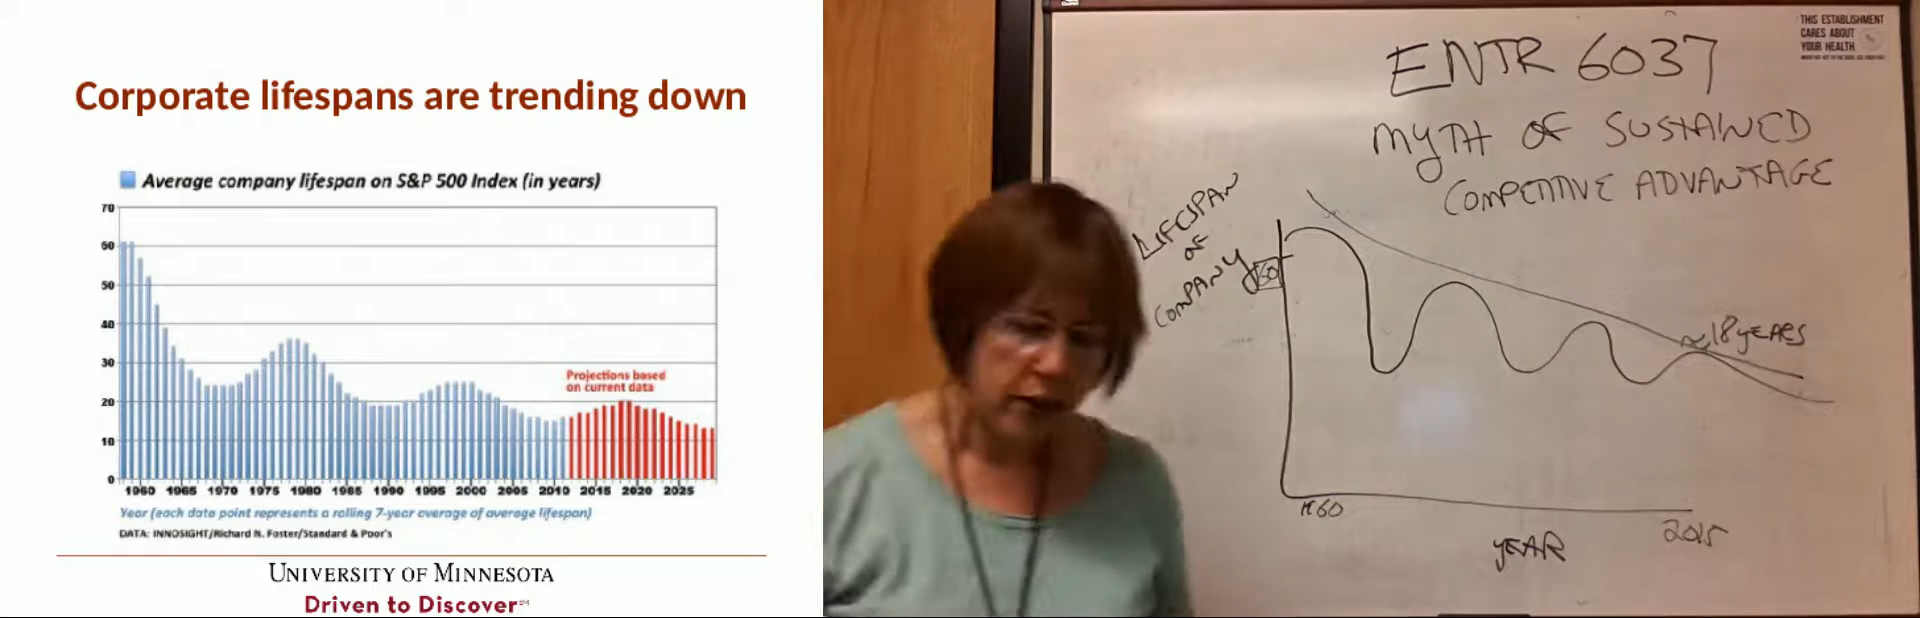 Corporate lifespans are trending down
Average company lifespan on S&P 500 Index (in years)
70
60
50
40
30
20
10
0
Projections based
on current data
1960 1965 1970 1975 1980 1985 1990 1995 2000 2005 2010 2015 2020 2025
Year (each data point represents a rolling 7-year average of average lifespan)
DATA: INNOSIGHT/Richard N. Foster/Standard & Poor's
UNIVERSITY OF MINNESOTA
Driven to Discover℠
THIS ESTABLISHMENT
CARES ABOUT
YOUR HEALTH.
ENTR 6037
MYTH OF SUSTAINED
COMPETITIVE ADVANTAGE
LIFESPAN
OF
COMPANY
60
≈18 YEARS
1960
2015
YEAR